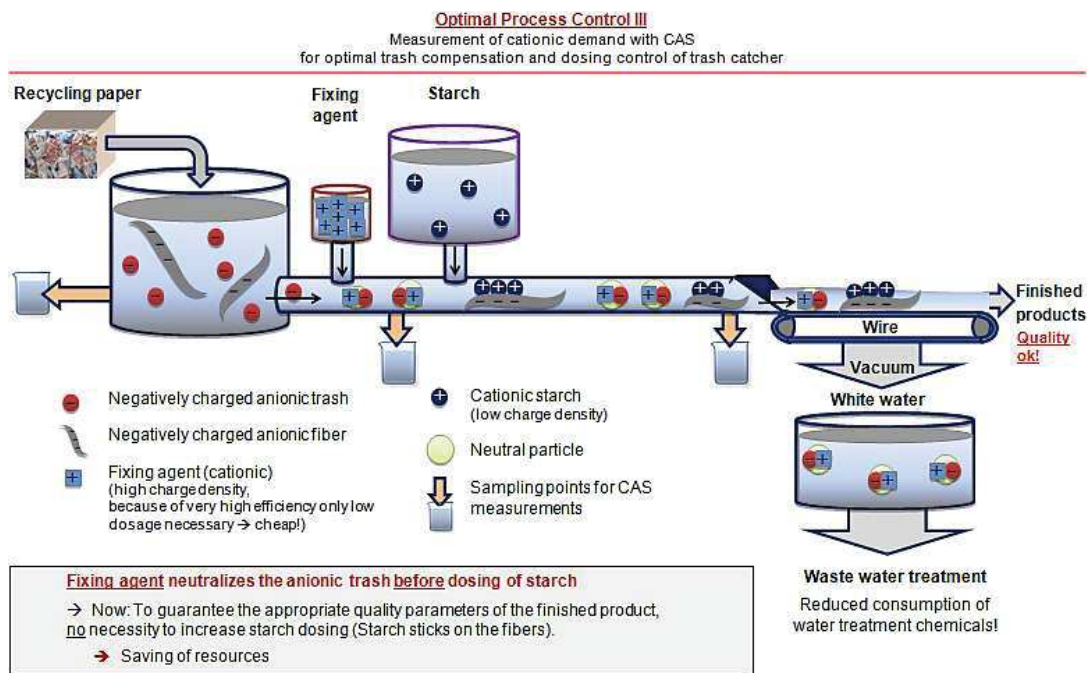 Optimal Process Control III
Measurement of cationic demand with CAS
for optimal trash compensation and dosing control of trash catcher
Recycling paper
Fixing
agent
Starch
Finished
products
Quality
ok!
Wire
Vacuum
White water
Negatively charged anionic trash
Negatively charged anionic fiber
Fixing agent (cationic)
(high charge density,
because of very high efficiency only low
dosage necessary → cheap!)
Cationic starch
(low charge density)
Neutral particle
Sampling points for CAS
measurements
Waste water treatment
Reduced consumption of
water treatment chemicals!
Fixing agent neutralizes the anionic trash before dosing of starch
→ Now: To guarantee the appropriate quality parameters of the finished product,
no necessity to increase starch dosing (Starch sticks on the fibers).
→ Saving of resources